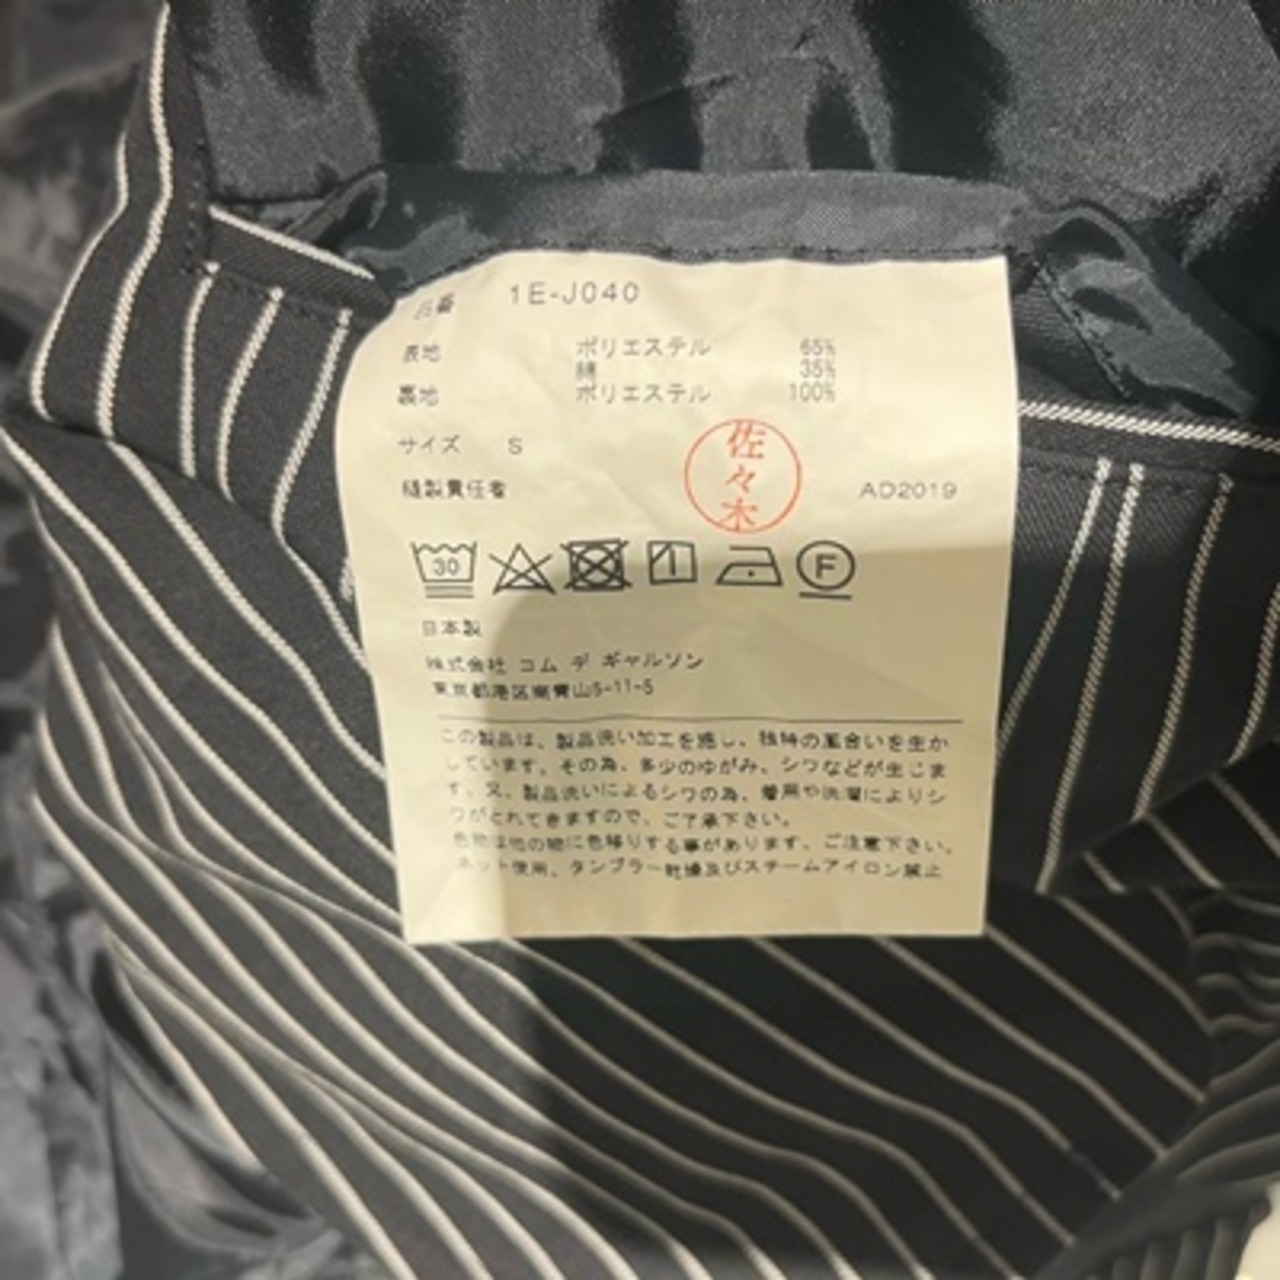 品番 1E-J040
表地 ポリエステル 65%
綿 35%
裏地 ポリエステル 100%
サイズ S
縫製責任者 佐々木 AD2019
30 F
日本製
株式会社 コム デ ギャルソン
東京都港区南青山5-11-5
この製品は、製品洗い加工を施し、独特の風合いを生か
しています。その為、多少のゆがみ、シワなどが生じま
す。又、製品洗いによるシワの為、着用や洗濯によりシ
ワがとれてきますので、ご了承下さい。
色物は他の物に色移りする事があります。ご注意下さい。
ネット使用、タンブラー乾燥及びスチームアイロン禁止